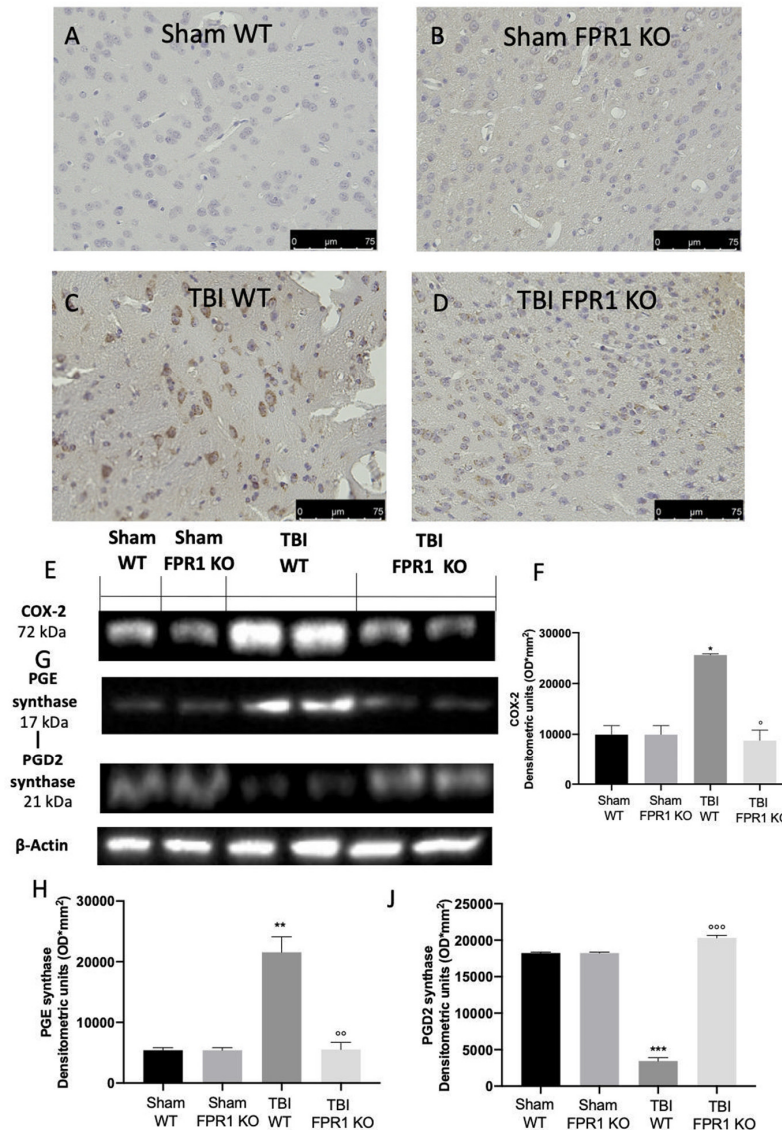 A
Sham WT
B
Sham FPR1 KO
0 µm 75
0 µm 75
C
TBI WT
D
TBI FPR1 KO
0 µm 75
0 µm 75
E
Sham
WT
Sham
FPR1 KO
TBI
WT
TBI
FPR1 KO
COX-2
72 kDa
G
PGE
synthase
17 kDa
I
PGD2
synthase
21 kDa
β-Actin
F
COX-2
Densitometric units (OD*mm²)
30000
20000
10000
0
*
°
Sham
WT
Sham
FPR1 KO
TBI
WT
TBI
FPR1 KO
H
PGE synthase
Densitometric units (OD*mm²)
30000
20000
10000
0
**
°°
Sham
WT
Sham
FPR1 KO
TBI
WT
TBI
FPR1 KO
J
PGD2 synthase
Densitometric units (OD*mm²)
25000
20000
15000
10000
5000
0
***
°°°
Sham
WT
Sham
FPR1 KO
TBI
WT
TBI
FPR1 KO